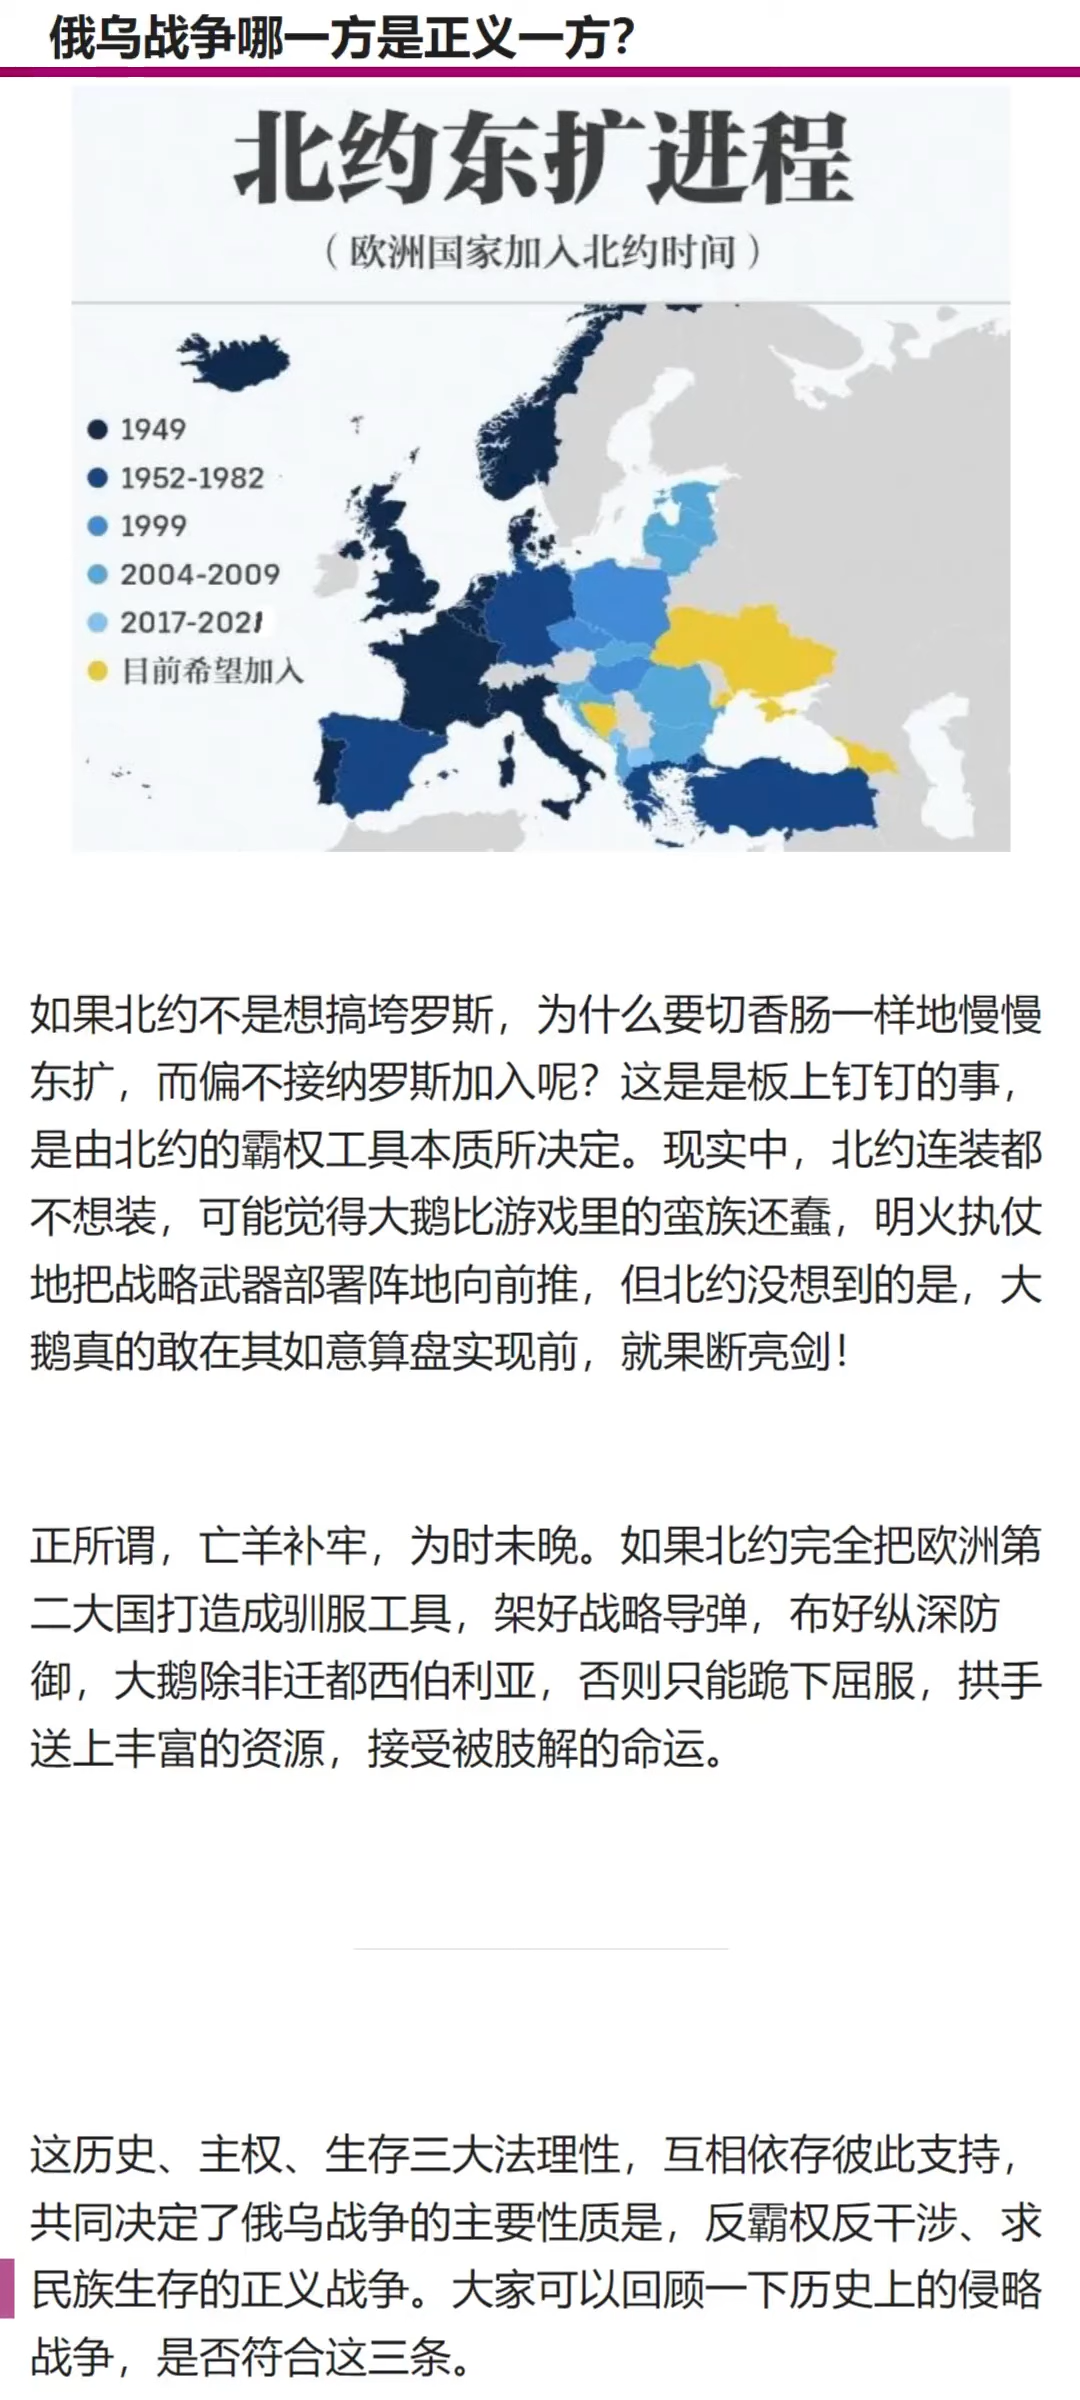 俄乌战争哪一方是正义一方？
北约东扩进程
（欧洲国家加入北约时间）
1949
1952-1982
1999
2004-2009
2017-2021
目前希望加入
如果北约不是想搞垮罗斯，为什么要切香肠一样地慢慢
东扩，而偏不接纳罗斯加入呢？这是是板上钉钉的事，
是由北约的霸权工具本质所决定。现实中，北约连装都
不想装，可能觉得大鹅比游戏里的蛮族还蠢，明火执仗
地把战略武器部署阵地向前推，但北约没想到的是，大
鹅真的敢在其如意算盘实现前，就果断亮剑！
正所谓，亡羊补牢，为时未晚。如果北约完全把欧洲第
二大国打造成驯服工具，架好战略导弹，布好纵深防
御，大鹅除非迁都西伯利亚，否则只能跪下屈服，拱手
送上丰富的资源，接受被肢解的命运。
这历史、主权、生存三大法理性，互相依存彼此支持，
共同决定了俄乌战争的主要性质是，反霸权反干涉、求
民族生存的正义战争。大家可以回顾一下历史上的侵略
战争，是否符合这三条。